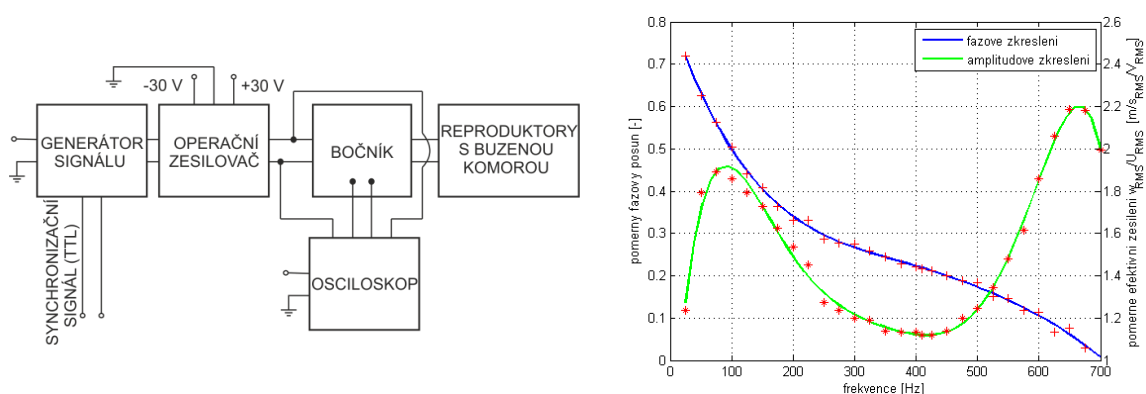 -30 V
+30 V
GENERÁTOR
SIGNÁLU
OPERAČNÍ
ZESILOVAČ
BOČNÍK
REPRODUKTORY
S BUZENOU
KOMOROU
SYNCHRONIZAČNÍ
SIGNÁL (TTL)
OSCILOSKOP
fazove zkresleni
amplitudove zkresleni
pomerny fazovy posun [-]
0.8
0.7
0.6
0.5
0.4
0.3
0.2
0.1
0
0 100 200 300 400 500 600 700
frekvence [Hz]
2.6
2.4
2.2
2
1.8
1.6
1.4
1.2
1
pomerne efektivni zesileni w_RMS/U_RMS [m/s_RMS/V_RMS]